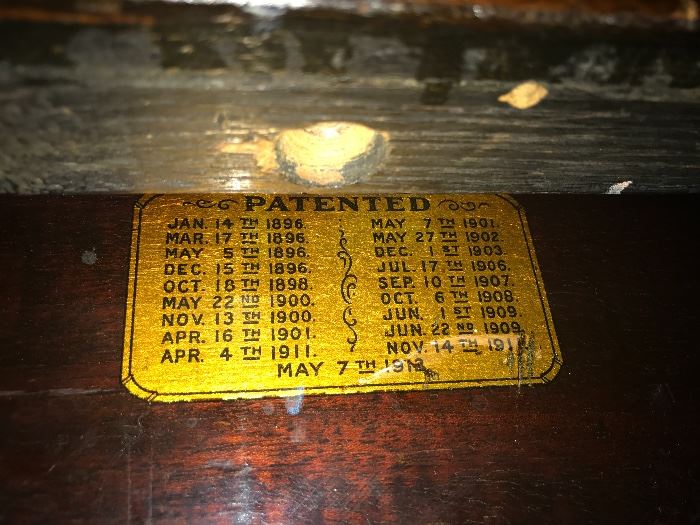 PATENTED
JAN. 14 TH 1896. MAY 7 TH 1901.
MAR. 17 TH 1896. MAY 27 TH 1902.
MAY 5 TH 1896. DEC. 1 ST 1903.
DEC. 15 TH 1896. JUL. 17 TH 1906.
OCT. 18 TH 1898. SEP. 10 TH 1907.
MAY 22 ND 1900. OCT. 6 TH 1908.
NOV. 13 TH 1900. JUN. 1 ST 1909.
APR. 16 TH 1901. JUN. 22 ND 1909.
APR. 4 TH 1911. NOV. 14 TH 1911.
MAY 7 TH